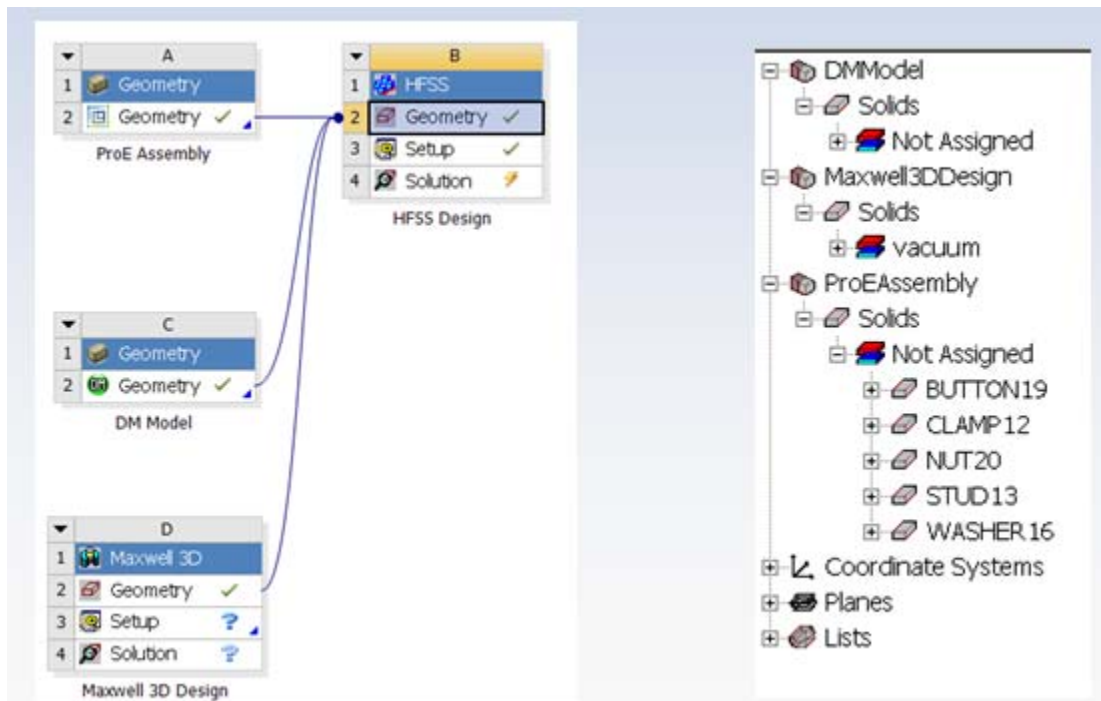 A
1 Geometry
2 Geometry
ProE Assembly
B
1 HFSS
2 Geometry
3 Setup
4 Solution
HFSS Design
C
1 Geometry
2 Geometry
DM Model
D
1 Maxwell 3D
2 Geometry
3 Setup ?
4 Solution ?
Maxwell 3D Design
DMModel
Solids
Not Assigned
Maxwell3DDesign
Solids
vacuum
ProEAssembly
Solids
Not Assigned
BUTTON19
CLAMP12
NUT20
STUD13
WASHER16
Coordinate Systems
Planes
Lists